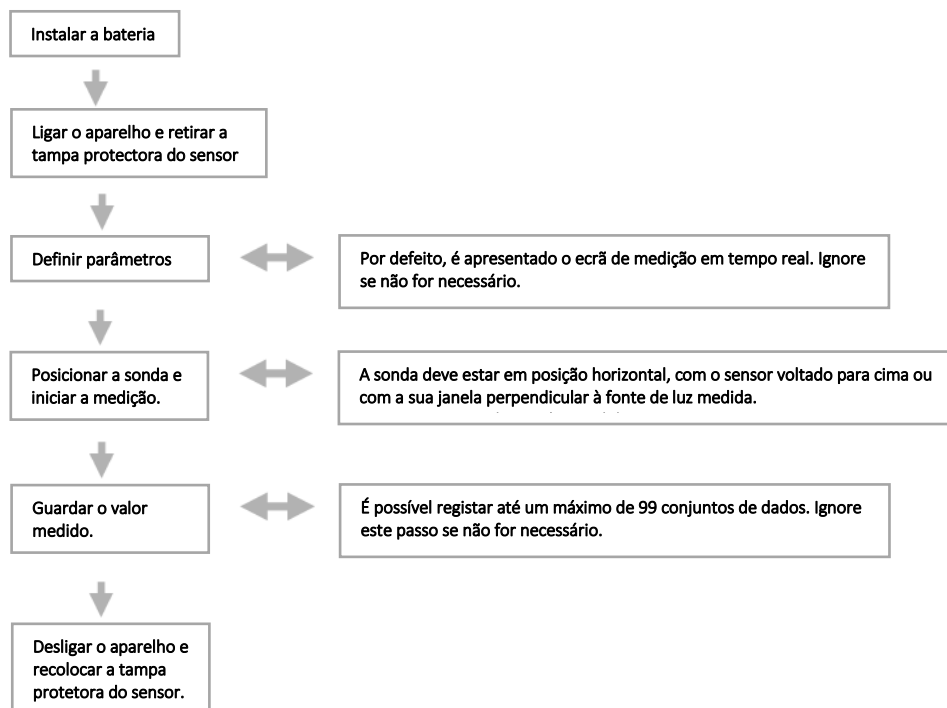 Instalar a bateria
Ligar o aparelho e retirar a
tampa protectora do sensor
Definir parâmetros
Por defeito, é apresentado o ecrã de medição em tempo real. Ignore
se não for necessário.
Posicionar a sonda e
iniciar a medição.
A sonda deve estar em posição horizontal, com o sensor voltado para cima ou
com a sua janela perpendicular à fonte de luz medida.
Guardar o valor
medido.
É possível registar até um máximo de 99 conjuntos de dados. Ignore
este passo se não for necessário.
Desligar o aparelho e
recolocar a tampa
protetora do sensor.